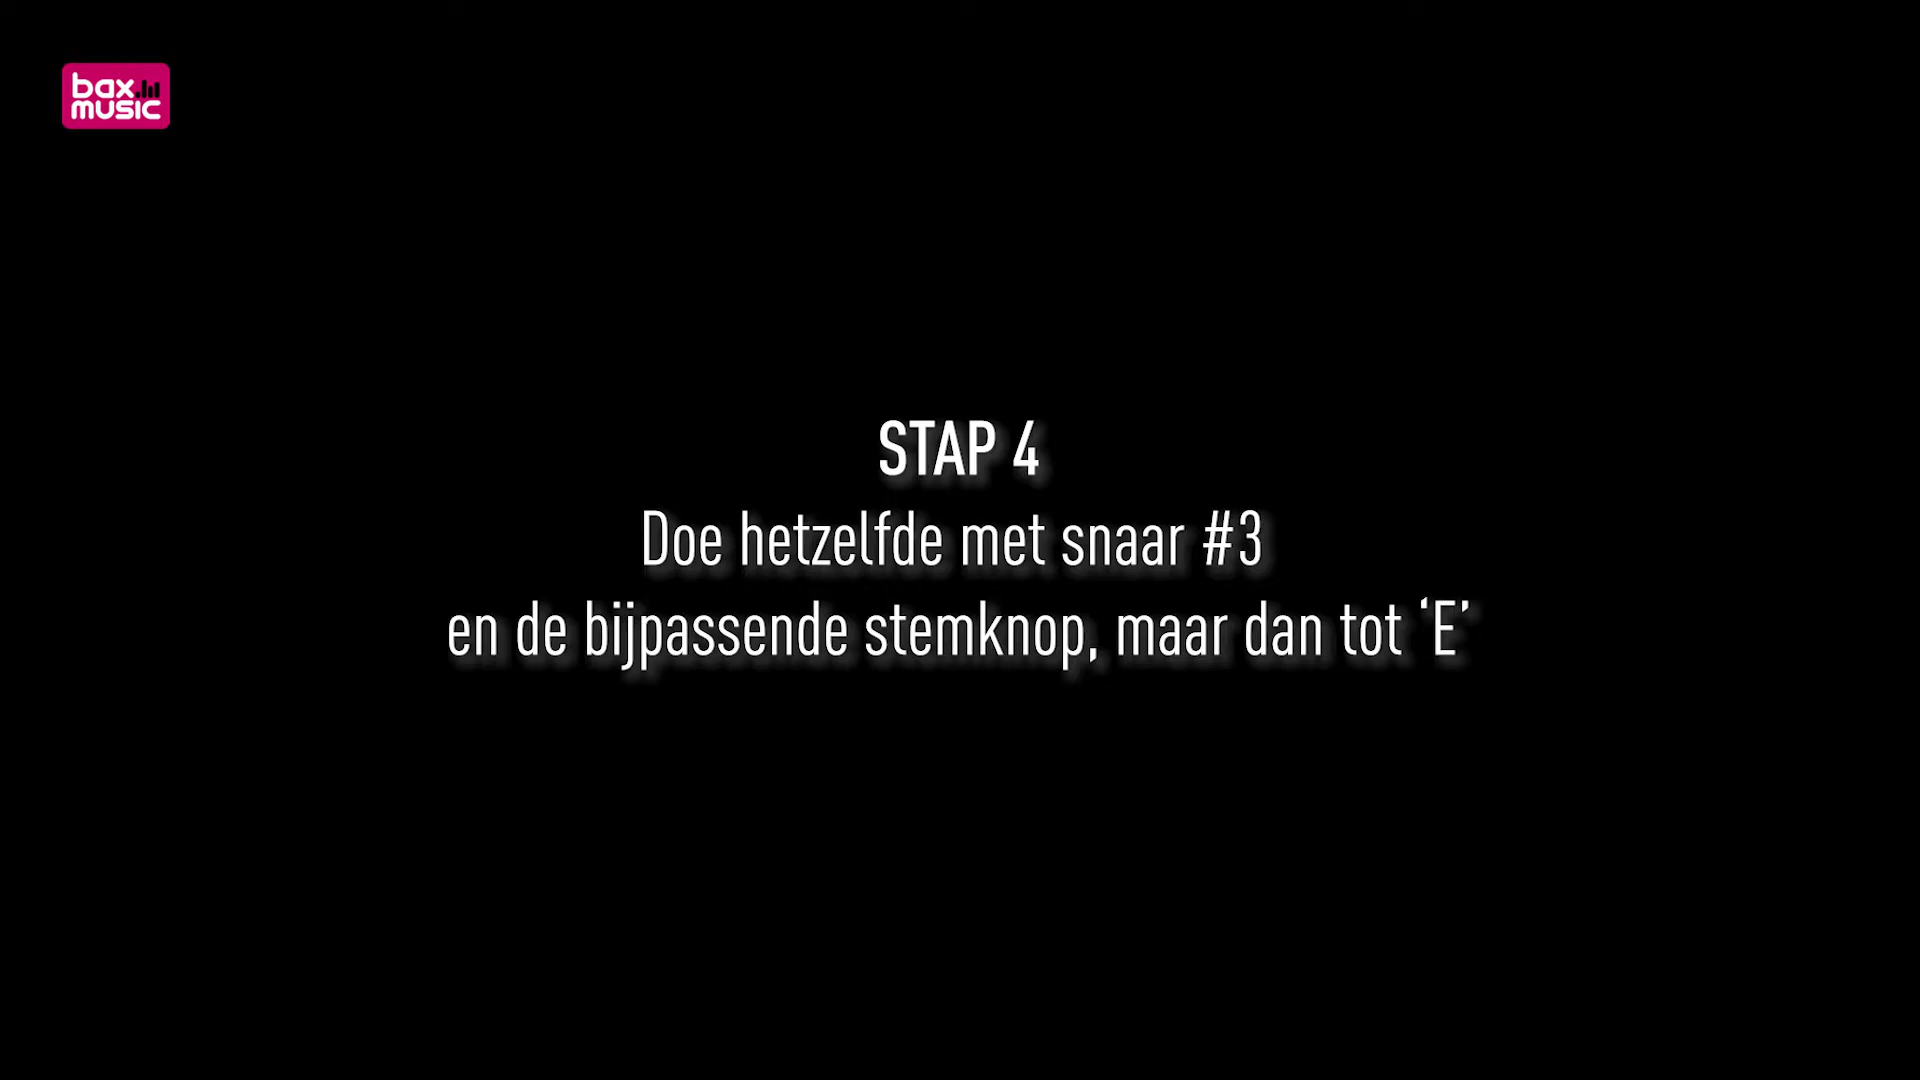 bax
music
STAP 4
Doe hetzelfde met snaar #3
en de bijpassende stemknop, maar dan tot ‘E’